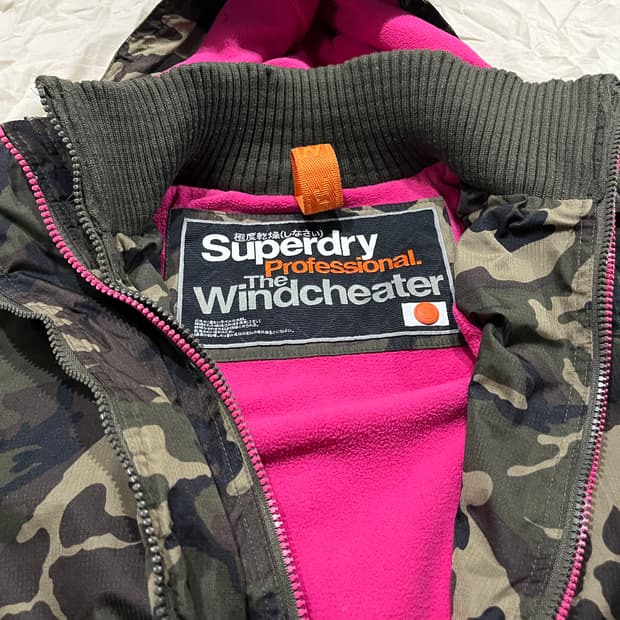 極度乾燥(しなさい)
Superdry
Professional.
The
Windcheater